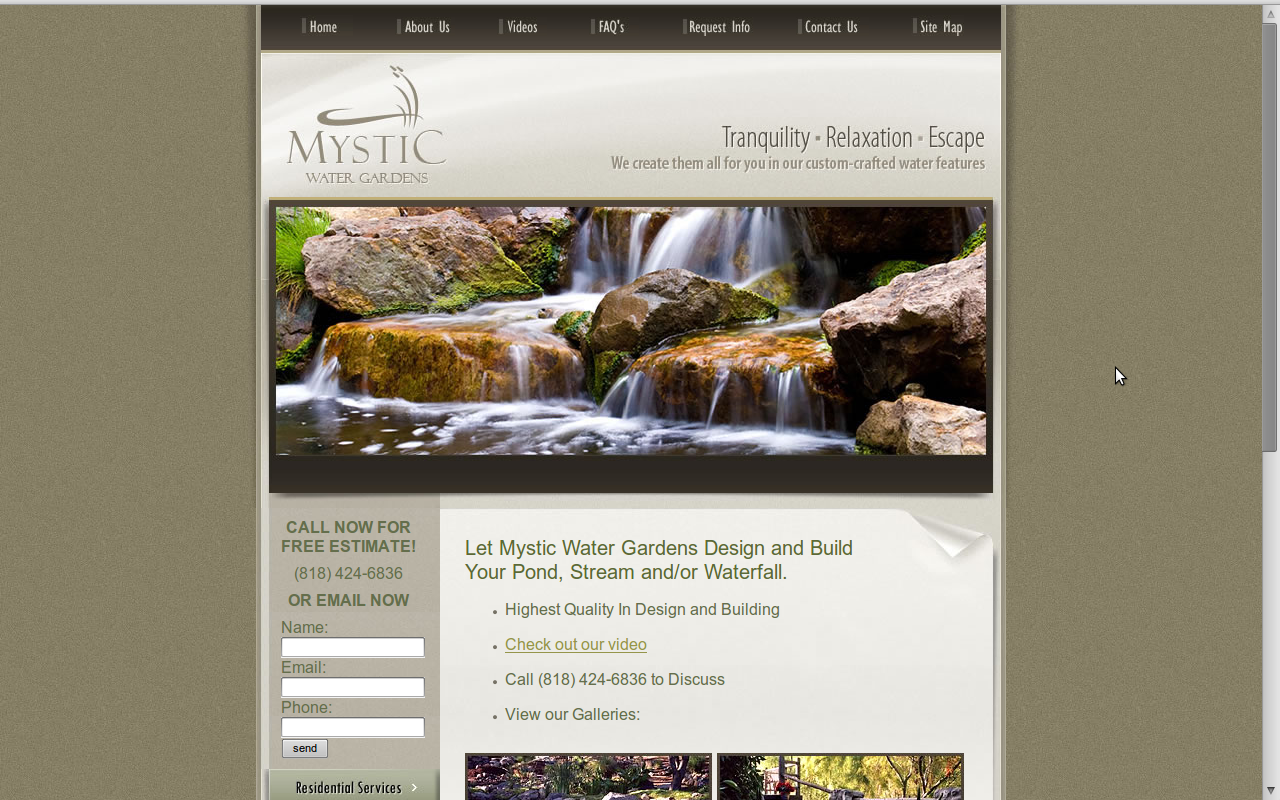 Home
About Us
Videos
FAQ's
Request Info
Contact Us
Site Map
MYSTIC
WATER GARDENS
Tranquility ▪ Relaxation ▪ Escape
We create them all for you in our custom-crafted water features
CALL NOW FOR
FREE ESTIMATE!
(818) 424-6836
OR EMAIL NOW
Name:
Email:
Phone:
send
Residential Services
Let Mystic Water Gardens Design and Build
Your Pond, Stream and/or Waterfall.
• Highest Quality In Design and Building
• Check out our video
• Call (818) 424-6836 to Discuss
• View our Galleries: